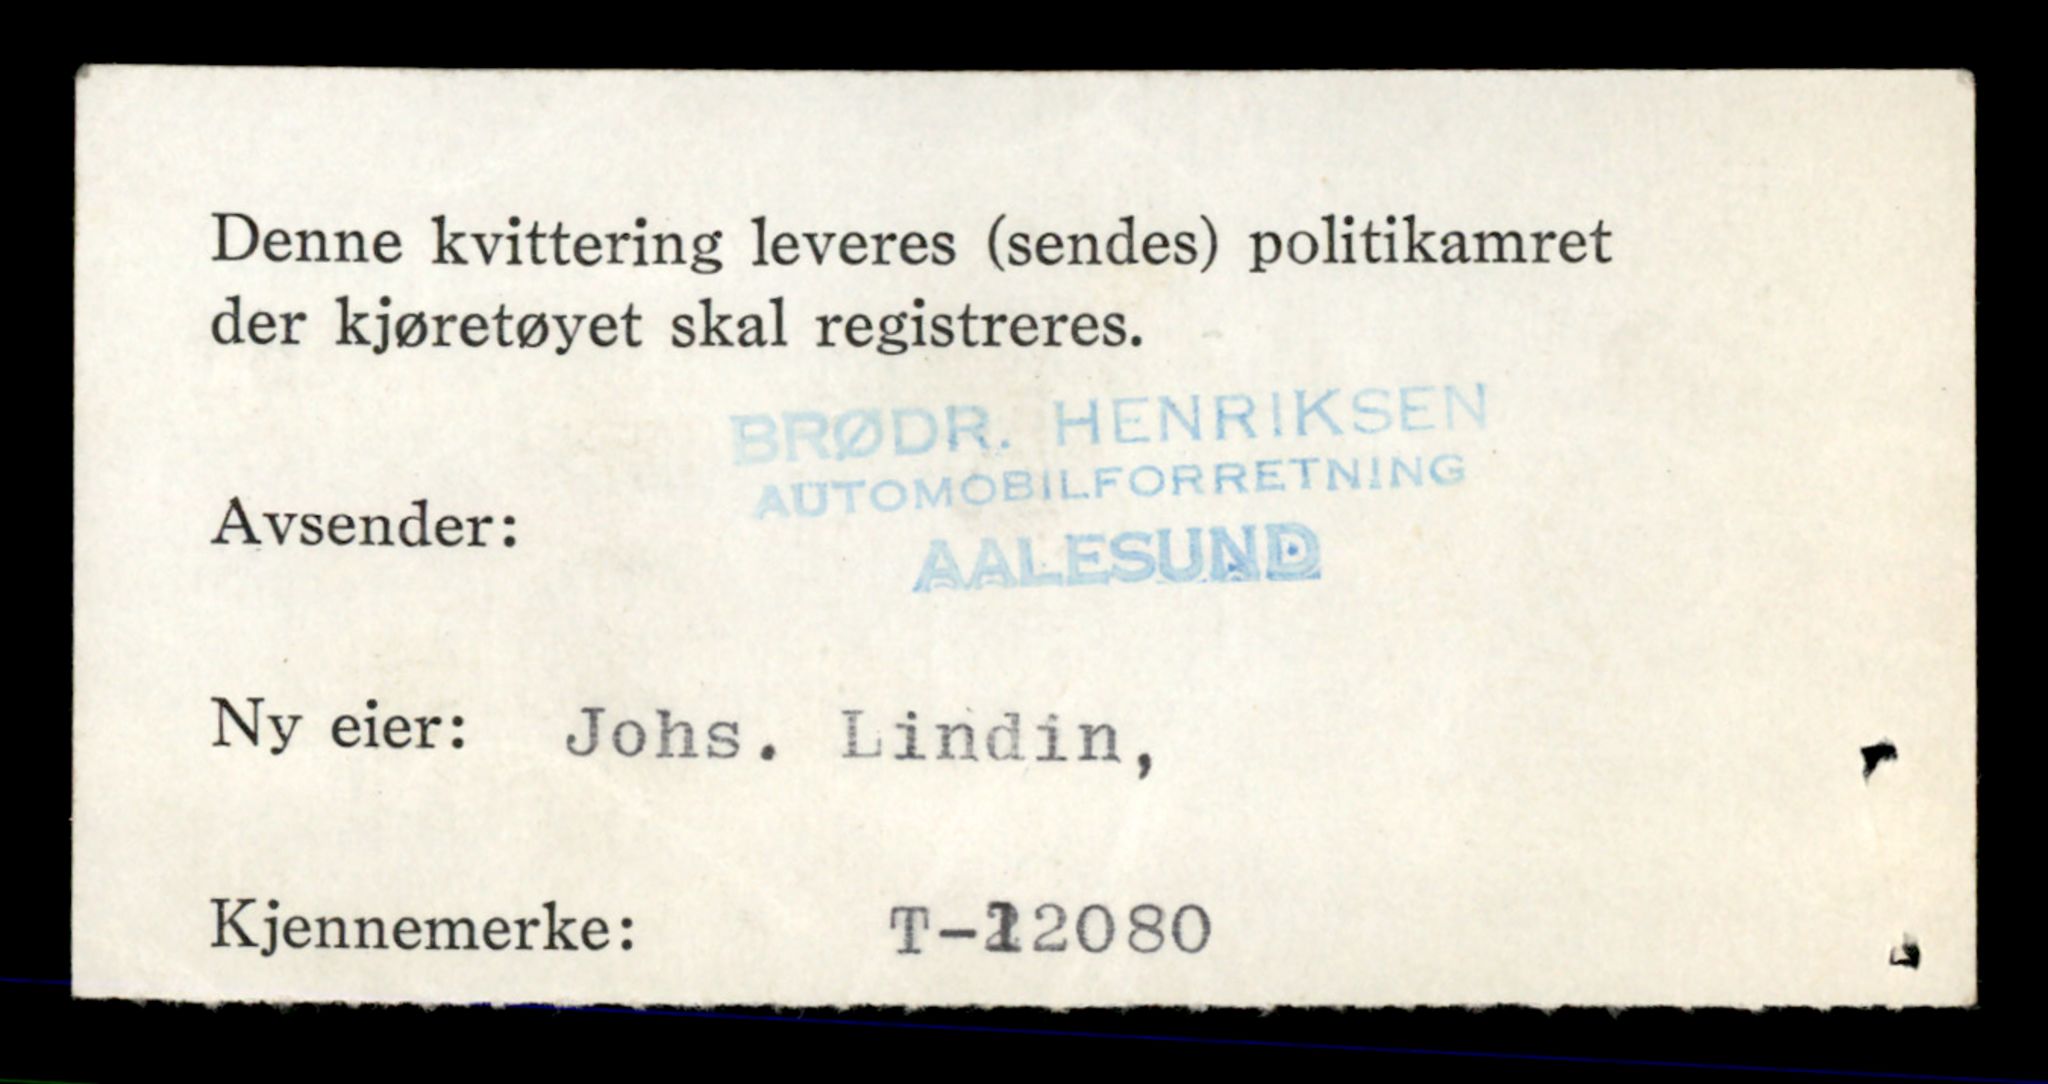 Denne kvittering leveres (sendes) politikamret
der kjøretøyet skal registreres.
BRØDR. HENRIKSEN
AUTOMOBILFORRETNING
Avsender:
AALESUND
Ny eier: Johs. Lindin,
Kjennemerke: T-12080